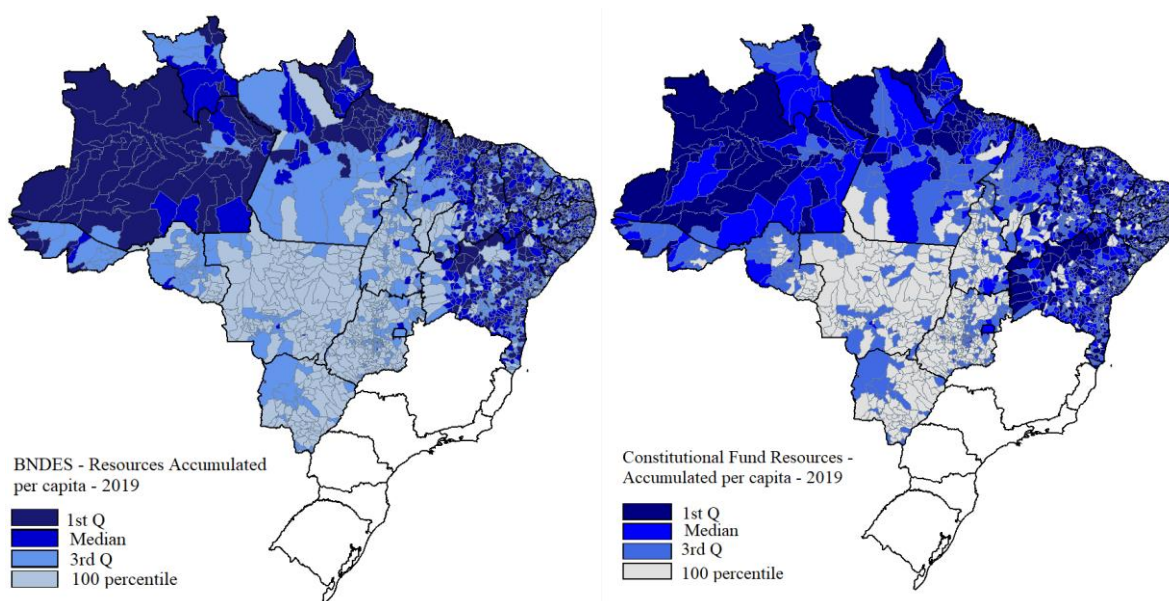 BNDES - Resources Accumulated
per capita - 2019
1st Q
Median
3rd Q
100 percentile
Constitutional Fund Resources -
Accumulated per capita - 2019
1st Q
Median
3rd Q
100 percentile